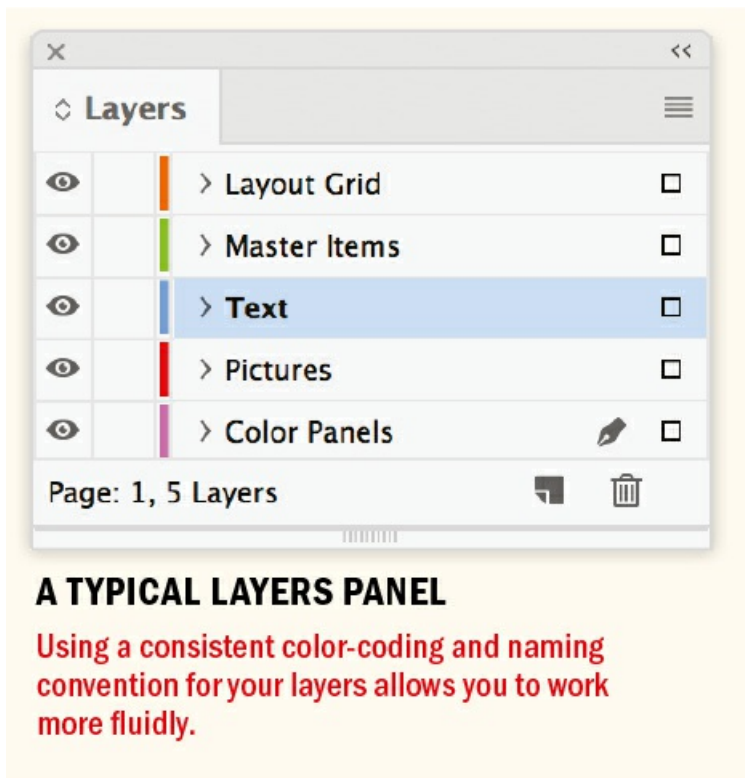 Layers
Layout Grid
Master Items
Text
Pictures
Color Panels
Page: 1, 5 Layers
A TYPICAL LAYERS PANEL
Using a consistent color-coding and naming
convention for your layers allows you to work
more fluidly.